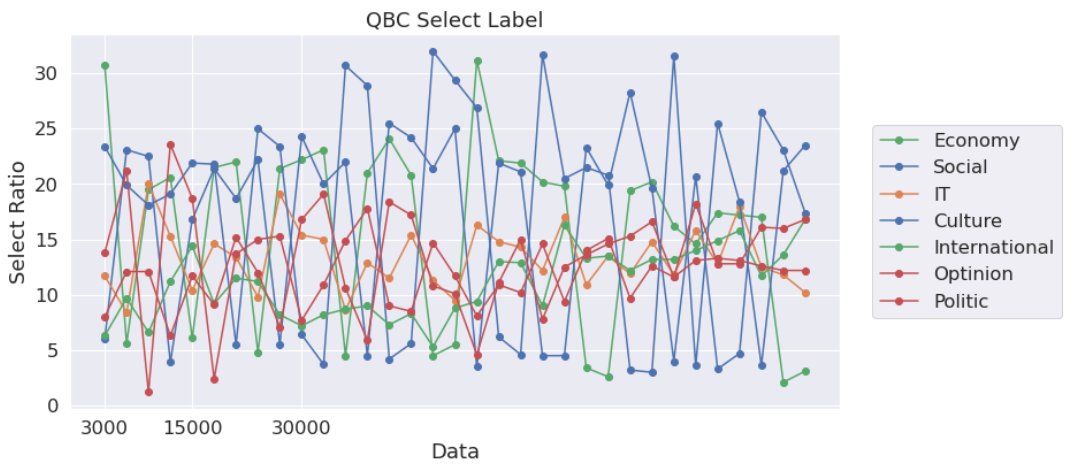 QBC Select Label
Select Ratio
30
25
20
15
10
5
0
3000
15000
30000
Data
Economy
Social
IT
Culture
International
Optinion
Politic